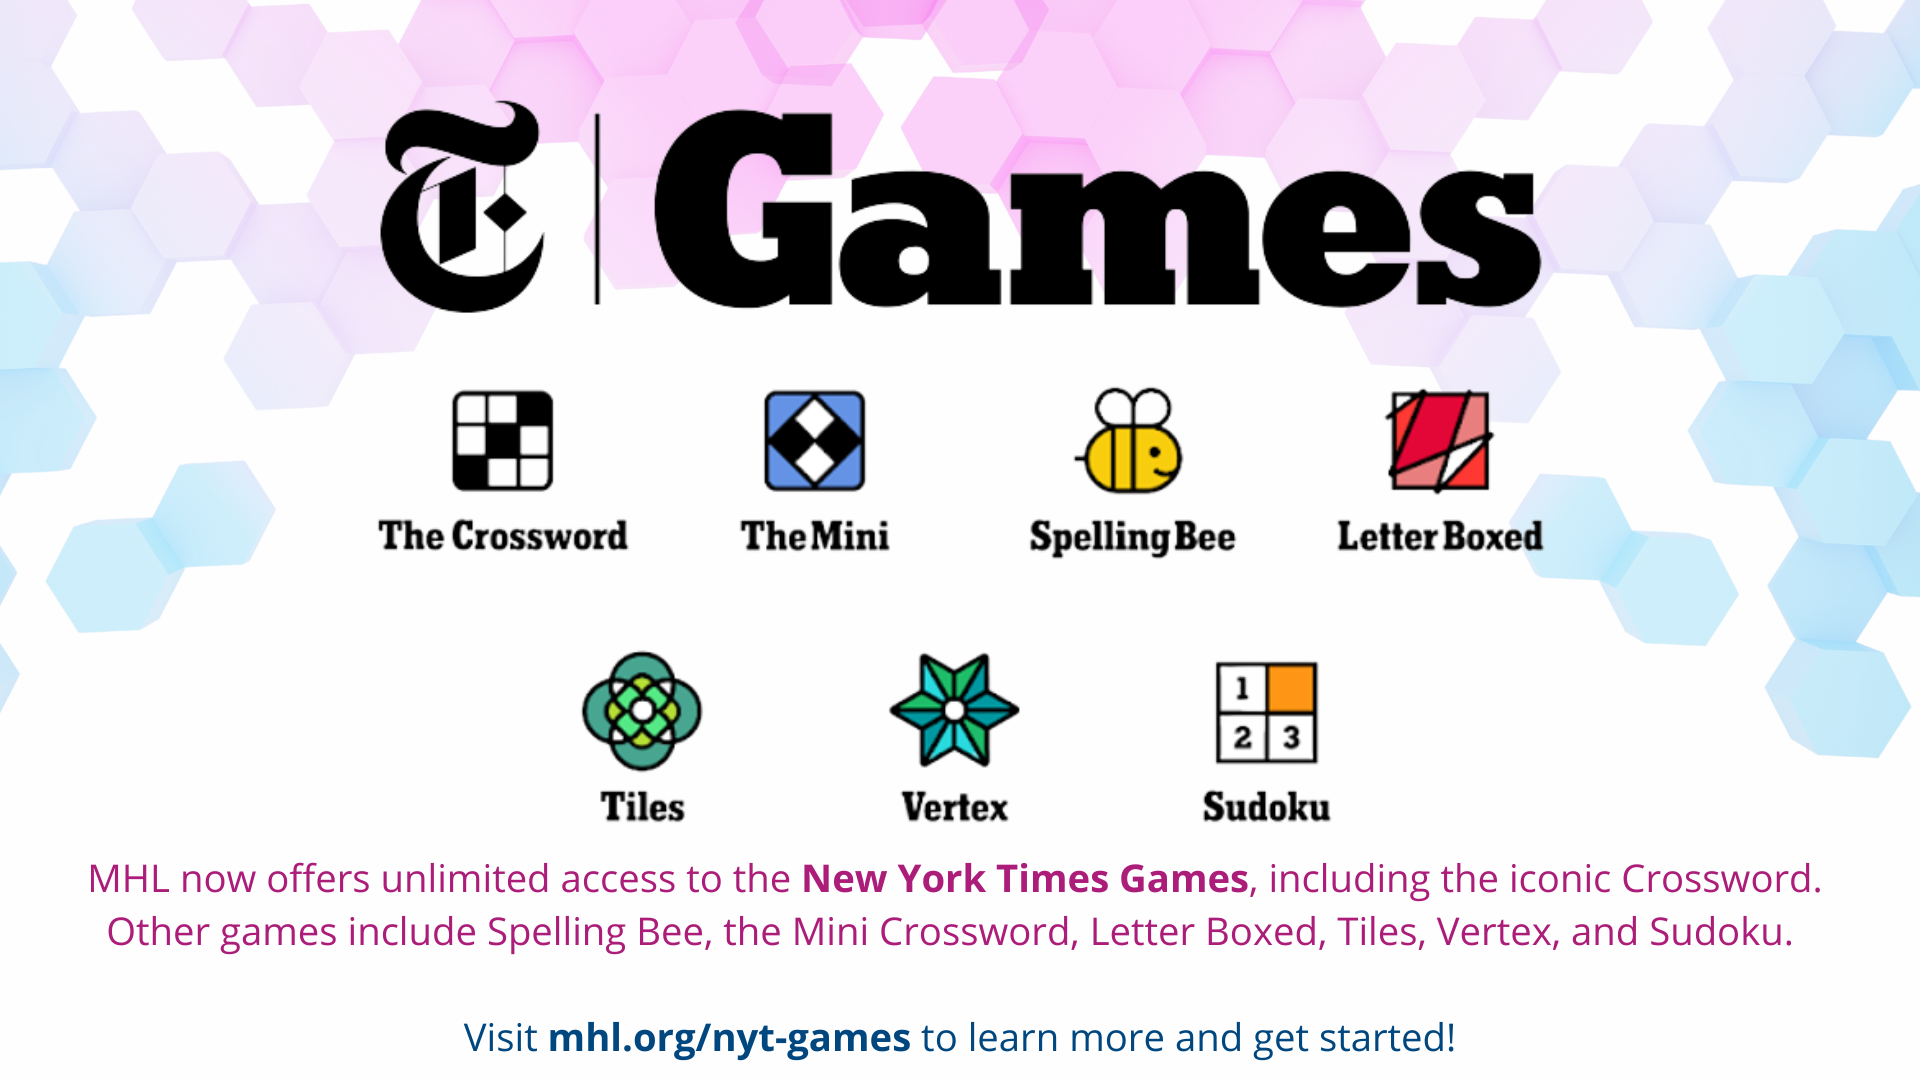 T Games
The Crossword The Mini Spelling Bee Letter Boxed
1
2 3
Tiles Vertex Sudoku
MHL now offers unlimited access to the New York Times Games, including the iconic Crossword.
Other games include Spelling Bee, the Mini Crossword, Letter Boxed, Tiles, Vertex, and Sudoku.
Visit mhl.org/nyt-games to learn more and get started!